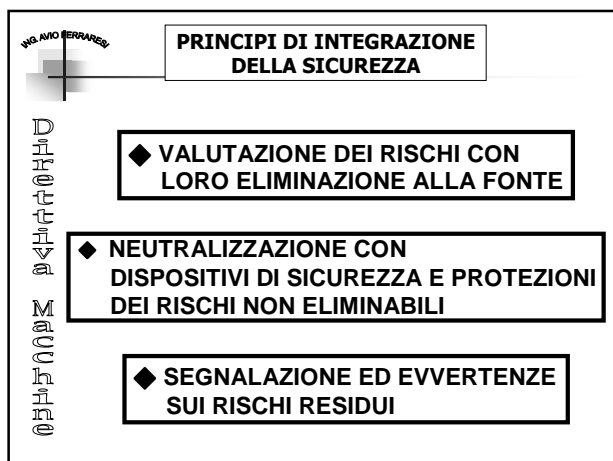 ING. AVIO FERRARESI
PRINCIPI DI INTEGRAZIONE
DELLA SICUREZZA
Direttiva Macchine
◆ VALUTAZIONE DEI RISCHI CON
LORO ELIMINAZIONE ALLA FONTE
◆ NEUTRALIZZAZIONE CON
DISPOSITIVI DI SICUREZZA E PROTEZIONI
DEI RISCHI NON ELIMINABILI
◆ SEGNALAZIONE ED EVVERTENZE
SUI RISCHI RESIDUI